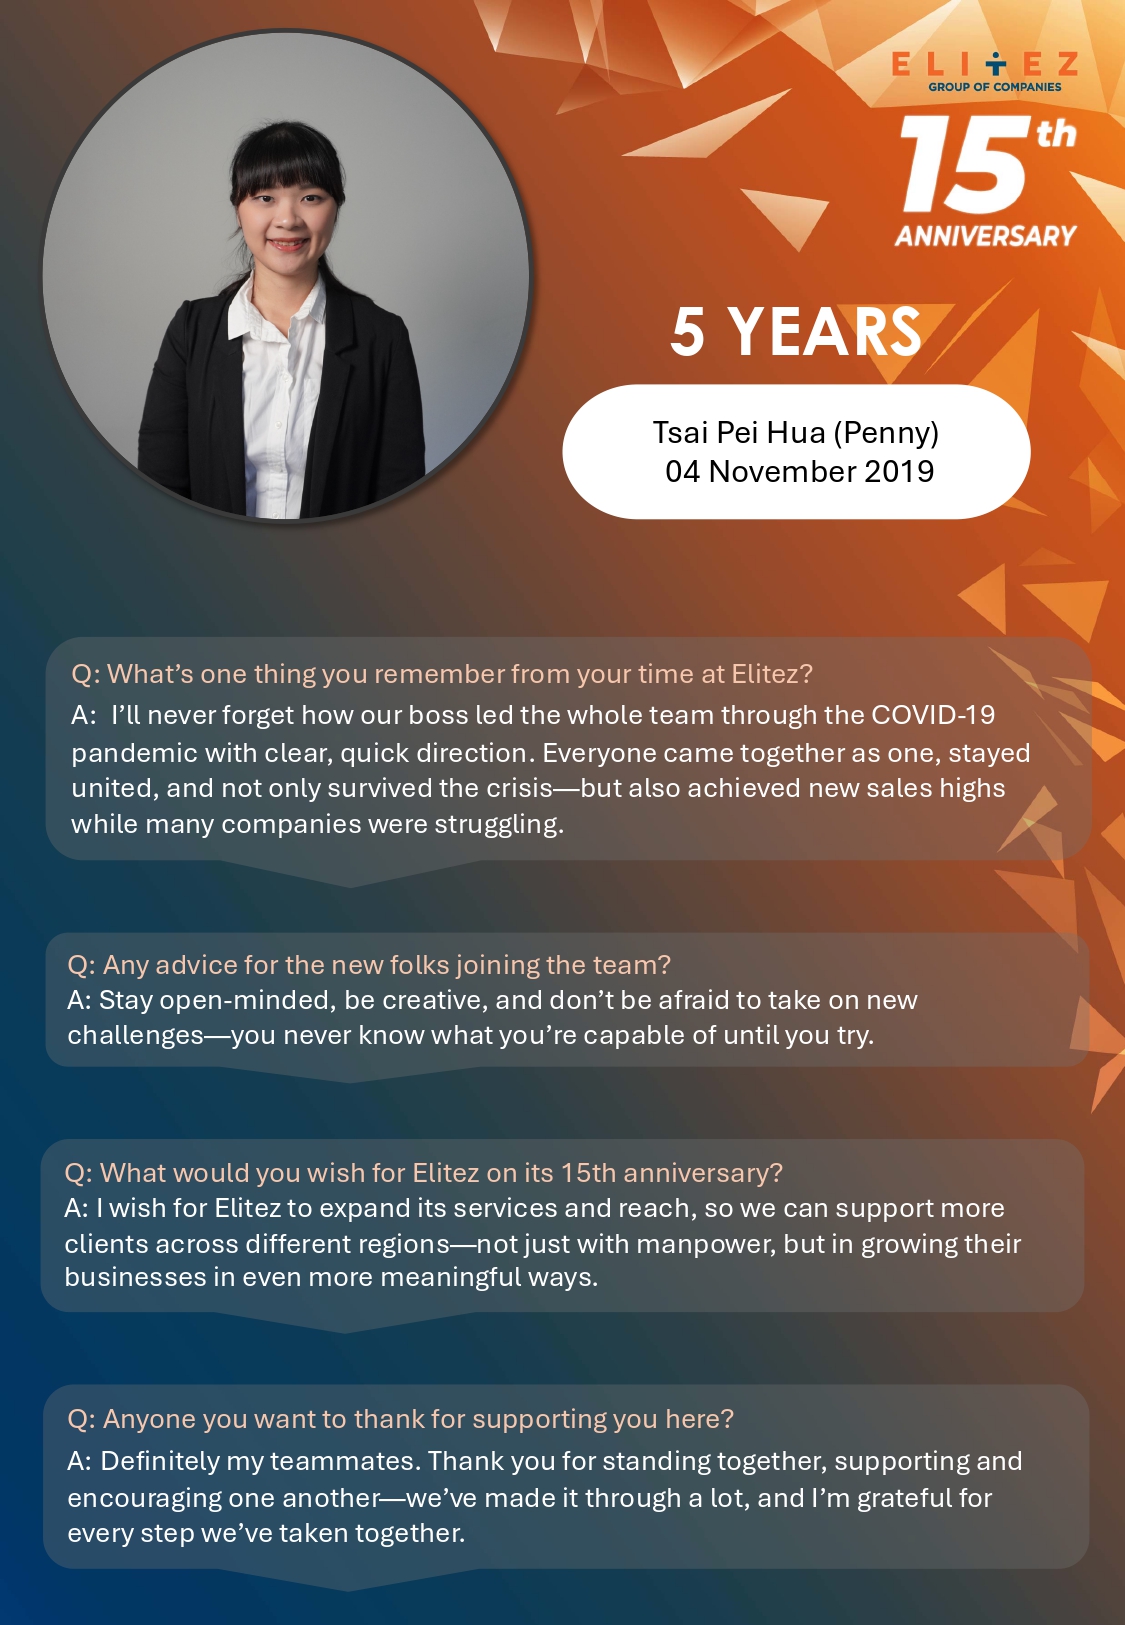 ELITEZ
GROUP OF COMPANIES
15th
ANNIVERSARY
5 YEARS
Tsai Pei Hua (Penny)
04 November 2019
Q: What’s one thing you remember from your time at Elitez?
A:  I’ll never forget how our boss led the whole team through the COVID-19
pandemic with clear, quick direction. Everyone came together as one, stayed
united, and not only survived the crisis—but also achieved new sales highs
while many companies were struggling.
Q: Any advice for the new folks joining the team?
A: Stay open-minded, be creative, and don’t be afraid to take on new
challenges—you never know what you’re capable of until you try.
Q: What would you wish for Elitez on its 15th anniversary?
A: I wish for Elitez to expand its services and reach, so we can support more
clients across different regions—not just with manpower, but in growing their
businesses in even more meaningful ways.
Q: Anyone you want to thank for supporting you here?
A: Definitely my teammates. Thank you for standing together, supporting and
encouraging one another—we’ve made it through a lot, and I’m grateful for
every step we’ve taken together.